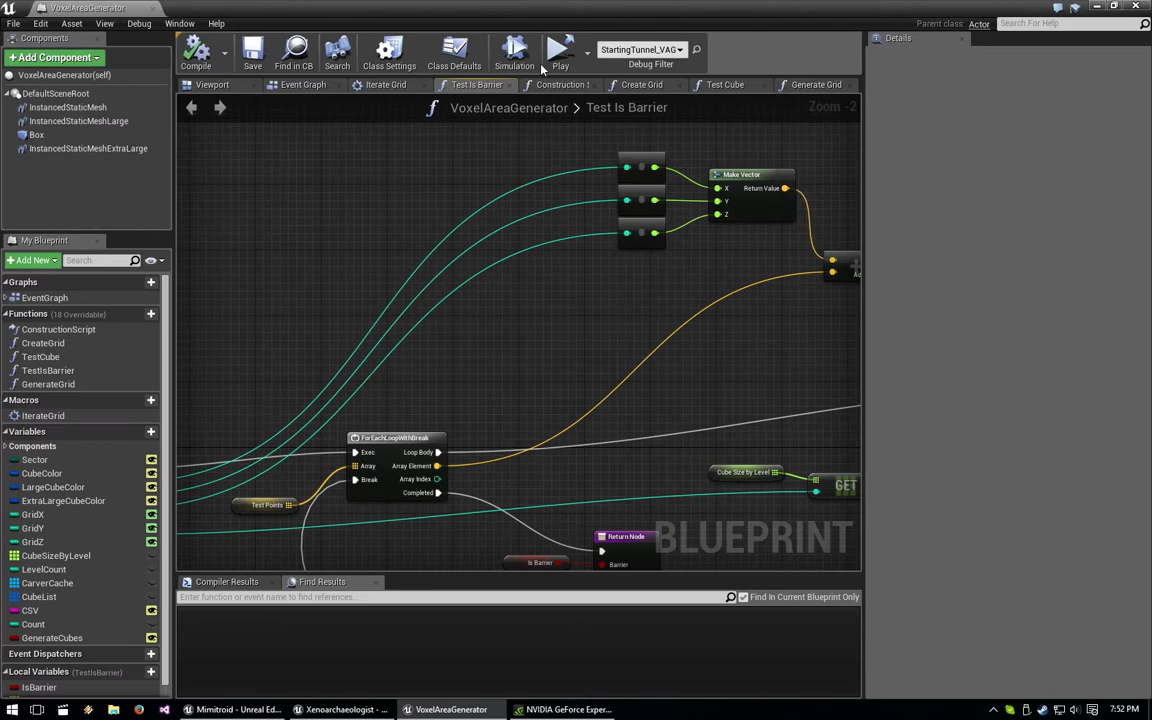 VoxelAreaGenerator
File Edit Asset View Debug Window Help
Parent class: Actor
Search For Help
Components
Details
+ Add Component
Compile Save Find in CB Search Class Settings Class Defaults Simulation Play
StartingTunnel_VAG
Debug Filter
VoxelAreaGenerator(self)
DefaultSceneRoot
InstancedStaticMesh
InstancedStaticMeshLarge
Box
InstancedStaticMeshExtraLarge
Viewport Event Graph Iterate Grid Test Is Barrier Construction Create Grid Test Cube Generate Grid
VoxelAreaGenerator > Test Is Barrier
Zoom -2
Make Vector
X Return Value
Y
Z
My Blueprint
+ Add New
Search
Graphs
EventGraph
Functions (18 Overridable)
ConstructionScript
CreateGrid
TestCube
TestIsBarrier
GenerateGrid
Macros
IterateGrid
Variables
Components
Sector
CubeColor
LargeCubeColor
ExtraLargeCubeColor
GridX
GridY
GridZ
CubeSizeByLevel
LevelCount
CarverCache
CubeList
CSV
Count
GenerateCubes
Event Dispatchers
Local Variables (TestIsBarrier)
IsBarrier
ForEachLoopWithBreak
Exec Loop Body
Array Array Element
Break Array Index
Completed
Test Points
Cube Size by Level
GET
Return Node
Is Barrier
Barrier
BLUEPRINT
Compiler Results Find Results
Enter function or event name to find references...
Find In Current Blueprint Only
Mimitroid - Unreal Ed...
Xenoarchaeologist - ...
VoxelAreaGenerator
NVIDIA GeForce Exper...
7:52 PM